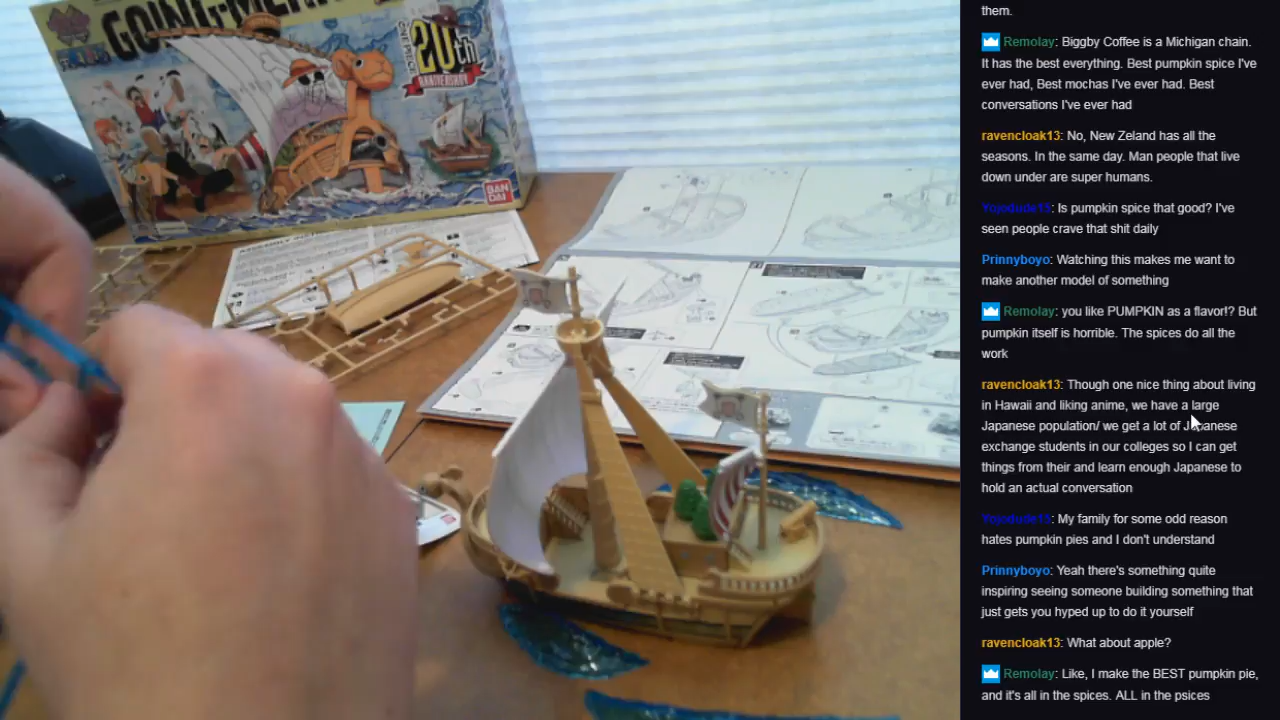 GOING-MER
ONE PIECE
20th
ANNIVERSARY
BAN
DAI
them.
Remolay: Biggby Coffee is a Michigan chain.
It has the best everything. Best pumpkin spice I've
ever had, Best mochas I've ever had. Best
conversations I've ever had
ravencloak13: No, New Zeland has all the
seasons. In the same day. Man people that live
down under are super humans.
Yojodude15: Is pumpkin spice that good? I've
seen people crave that shit daily
Prinnyboyo: Watching this makes me want to
make another model of something
Remolay: you like PUMPKIN as a flavor!? But
pumpkin itself is horrible. The spices do all the
work
ravencloak13: Though one nice thing about living
in Hawaii and liking anime, we have a large
Japanese population/ we get a lot of Japanese
exchange students in our colleges so I can get
things from their and learn enough Japanese to
hold an actual conversation
Yojodude15: My family for some odd reason
hates pumpkin pies and I don't understand
Prinnyboyo: Yeah there's something quite
inspiring seeing someone building something that
just gets you hyped up to do it yourself
ravencloak13: What about apple?
Remolay: Like, I make the BEST pumpkin pie,
and it's all in the spices. ALL in the psices